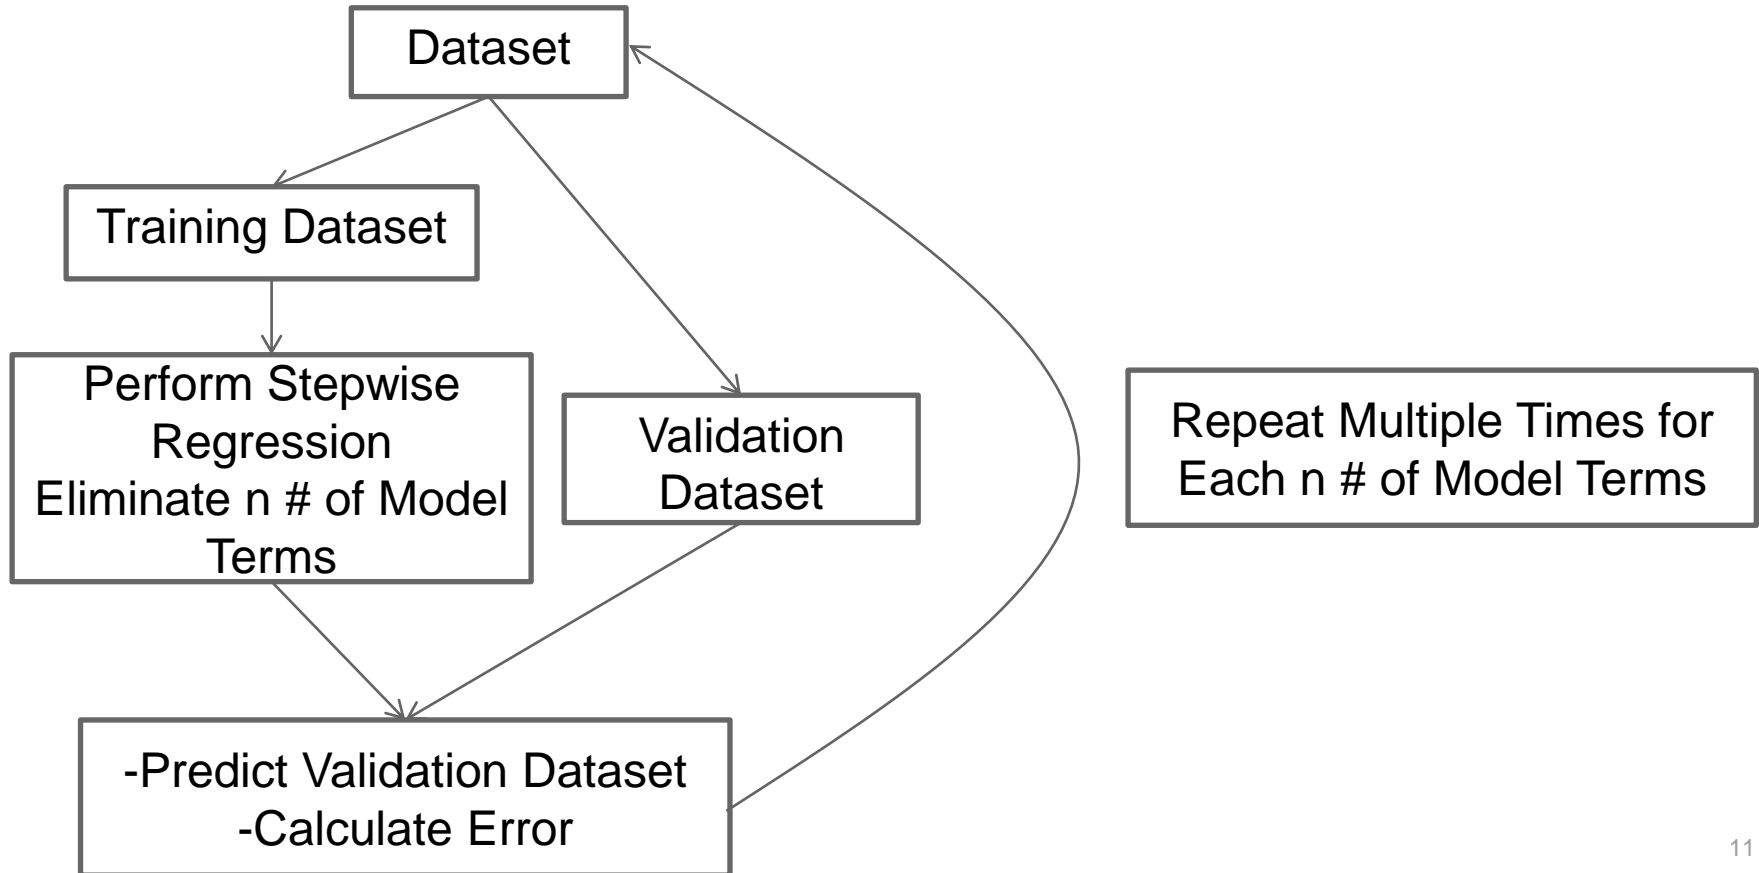 Dataset
Training Dataset
Perform Stepwise
Regression
Eliminate n # of Model
Terms
Validation
Dataset
Repeat Multiple Times for
Each n # of Model Terms
-Predict Validation Dataset
-Calculate Error
11